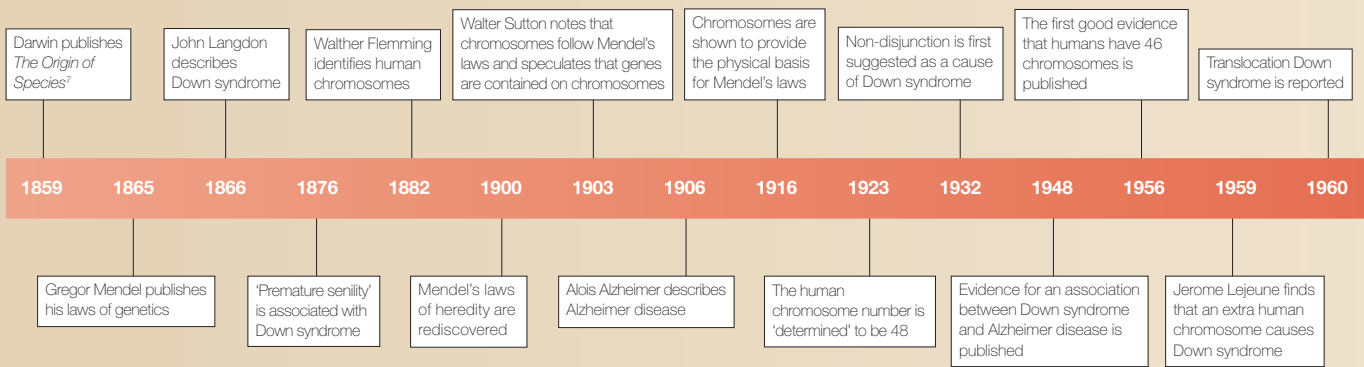 Darwin publishes
The Origin of
Species7
John Langdon
describes
Down syndrome
Walther Flemming
identifies human
chromosomes
Walter Sutton notes that
chromosomes follow Mendel's
laws and speculates that genes
are contained on chromosomes
Chromosomes are
shown to provide
the physical basis
for Mendel's laws
Non-disjunction is first
suggested as a cause
of Down syndrome
The first good evidence
that humans have 46
chromosomes is
published
Translocation Down
syndrome is reported
1859 1865 1866 1876 1882 1900 1903 1906 1916 1923 1932 1948 1956 1959 1960
Gregor Mendel publishes
his laws of genetics
'Premature senility'
is associated with
Down syndrome
Mendel's laws
of heredity are
rediscovered
Alois Alzheimer describes
Alzheimer disease
The human
chromosome number is
'determined' to be 48
Evidence for an association
between Down syndrome
and Alzheimer disease is
published
Jerome Lejeune finds
that an extra human
chromosome causes
Down syndrome